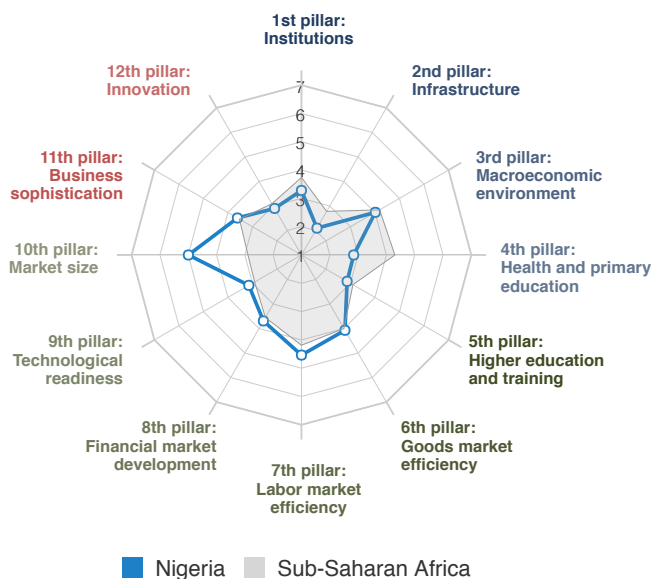 1st pillar:
Institutions
2nd pillar:
Infrastructure
3rd pillar:
Macroeconomic
environment
4th pillar:
Health and primary
education
5th pillar:
Higher education
and training
6th pillar:
Goods market
efficiency
7th pillar:
Labor market
efficiency
8th pillar:
Financial market
development
9th pillar:
Technological
readiness
10th pillar:
Market size
11th pillar:
Business
sophistication
12th pillar:
Innovation
7
6
5
4
3
2
1
Nigeria
Sub-Saharan Africa